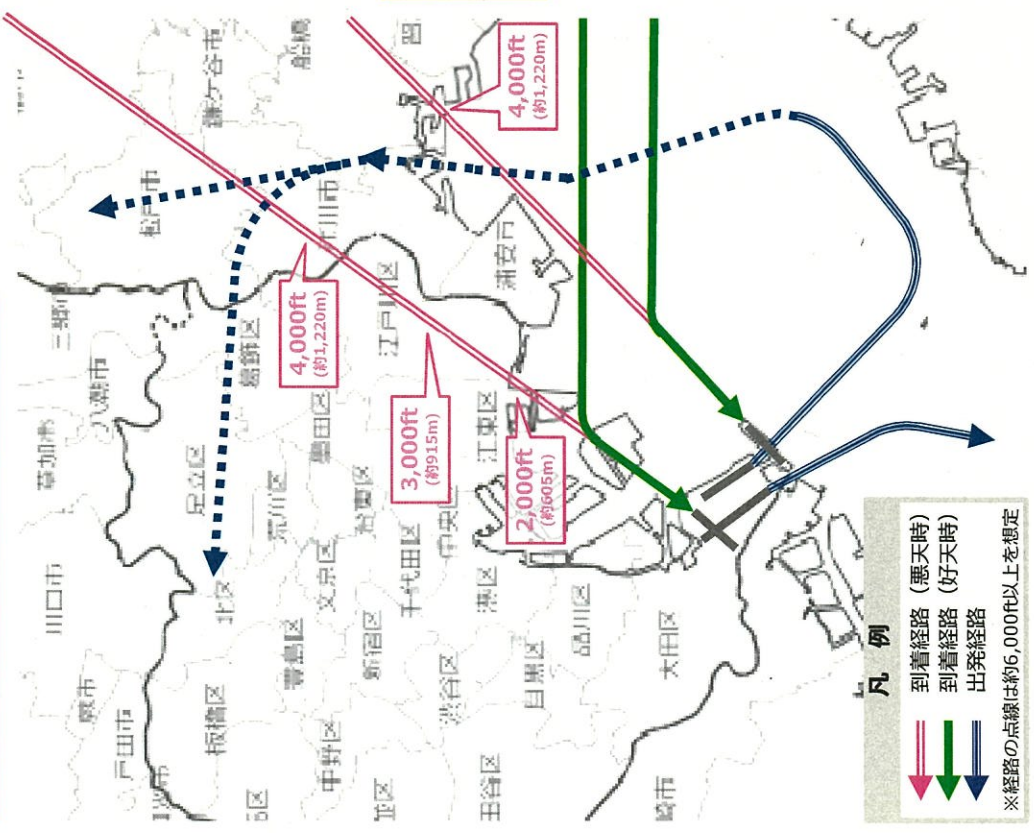 鎌ケ谷市
船橋
習
4,000ft
(約1,220m)
松戸市
市川市
浦安市
三郷市
八潮市
草加市
葛飾区
4,000ft
(約1,220m)
江戸川区
3,000ft
(約915m)
足立区
墨田区
江東区
2,000ft
(約605m)
荒川区
台東区
中央区
川口市
北区
文京区
千代田区
港区
品川区
豊島区
新宿区
渋谷区
目黒区
大田区
蕨市
戸田市
板橋区
中野区
田谷区
崎市
凡 例
到着経路 (悪天時)
到着経路 (好天時)
出発経路
※経路の点線は約6,000ft以上を想定